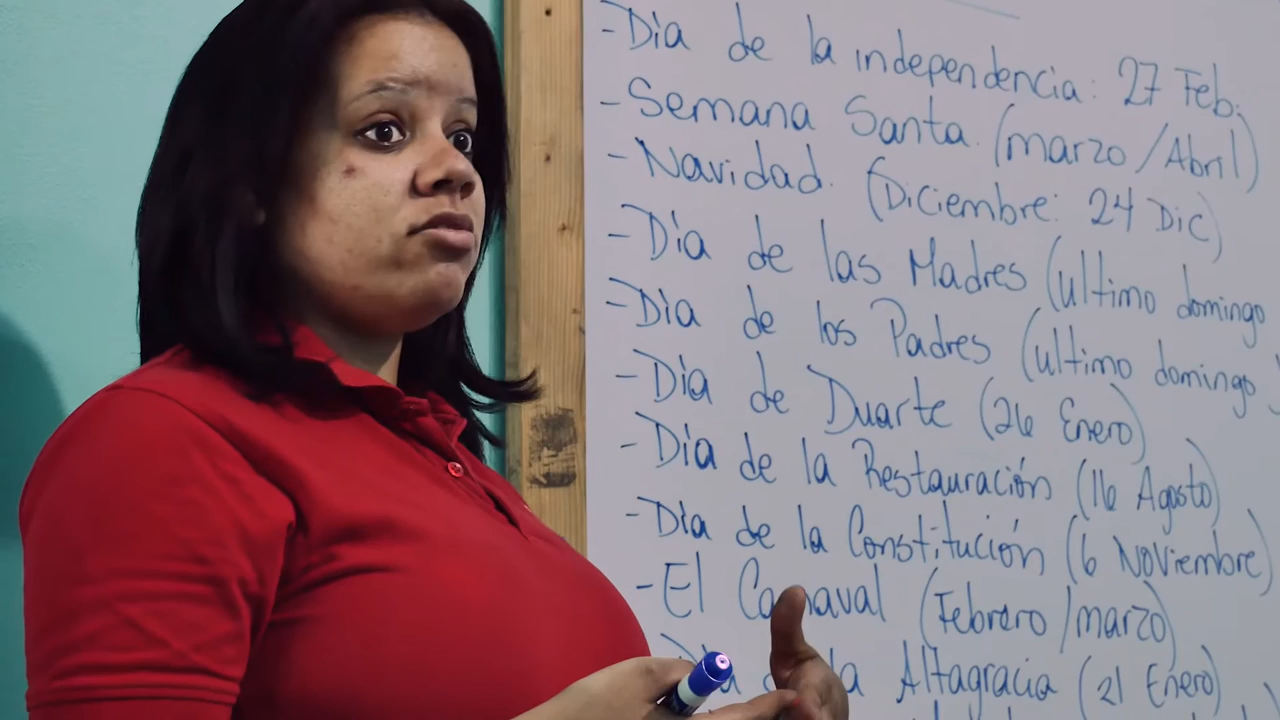 -Dia de la independencia: 27 Feb.
-Semana Santa. (marzo/Abril)
-Navidad. (Diciembre: 24 Dic)
-Dia de las Madres (ultimo domingo
-Dia de los Padres (ultimo domingo
-Dia de Duarte (26 Enero)
-Dia de la Restauración (16 Agosto)
-Dia de la Constitución (6 Noviembre)
-El Carnaval (Febrero/marzo)
Altagracia (21 Enero)